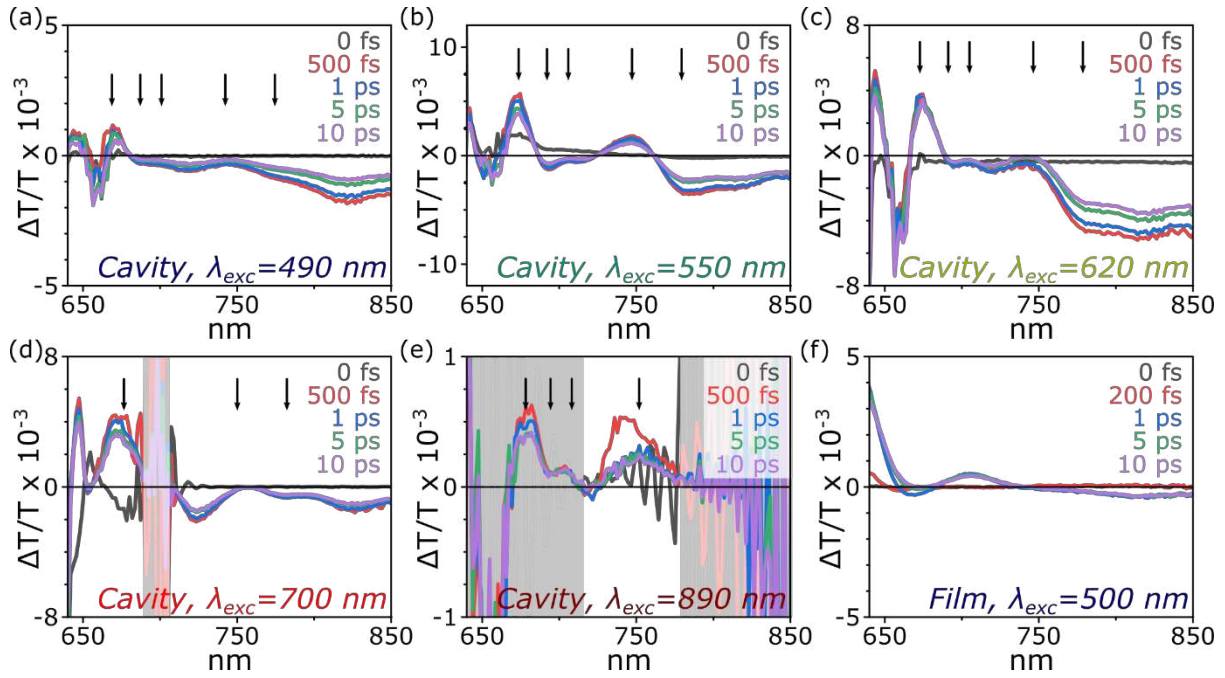 (a)
5
0 fs
500 fs
1 ps
5 ps
10 ps
0
-5
ΔT/T x 10⁻³
Cavity, λexc=490 nm
650 750 850
nm
(b)
10
0 fs
500 fs
1 ps
5 ps
10 ps
0
-10
ΔT/T x 10⁻³
Cavity, λexc=550 nm
650 750 850
nm
(c)
8
0 fs
500 fs
1 ps
5 ps
10 ps
0
-8
ΔT/T x 10⁻³
Cavity, λexc=620 nm
650 750 850
nm
(d)
8
0 fs
500 fs
1 ps
5 ps
10 ps
0
-8
ΔT/T x 10⁻³
Cavity, λexc=700 nm
650 750 850
nm
(e)
1
0 fs
500 fs
1 ps
5 ps
10 ps
0
-1
ΔT/T x 10⁻³
Cavity, λexc=890 nm
650 750 850
nm
(f)
5
0 fs
200 fs
1 ps
5 ps
10 ps
0
-5
ΔT/T x 10⁻³
Film, λexc=500 nm
650 750 850
nm